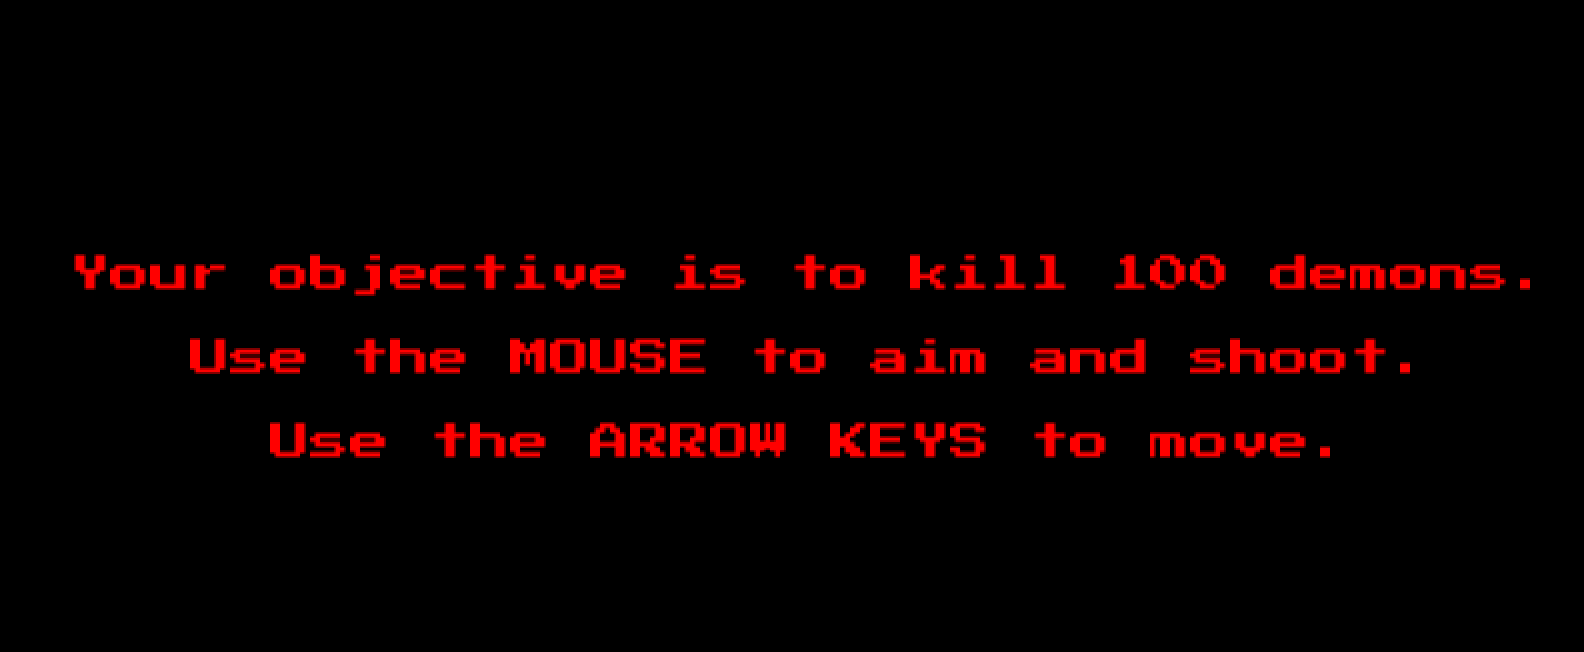 Your objective is to kill 100 demons.
Use the MOUSE to aim and shoot.
Use the ARROW KEYS to move.